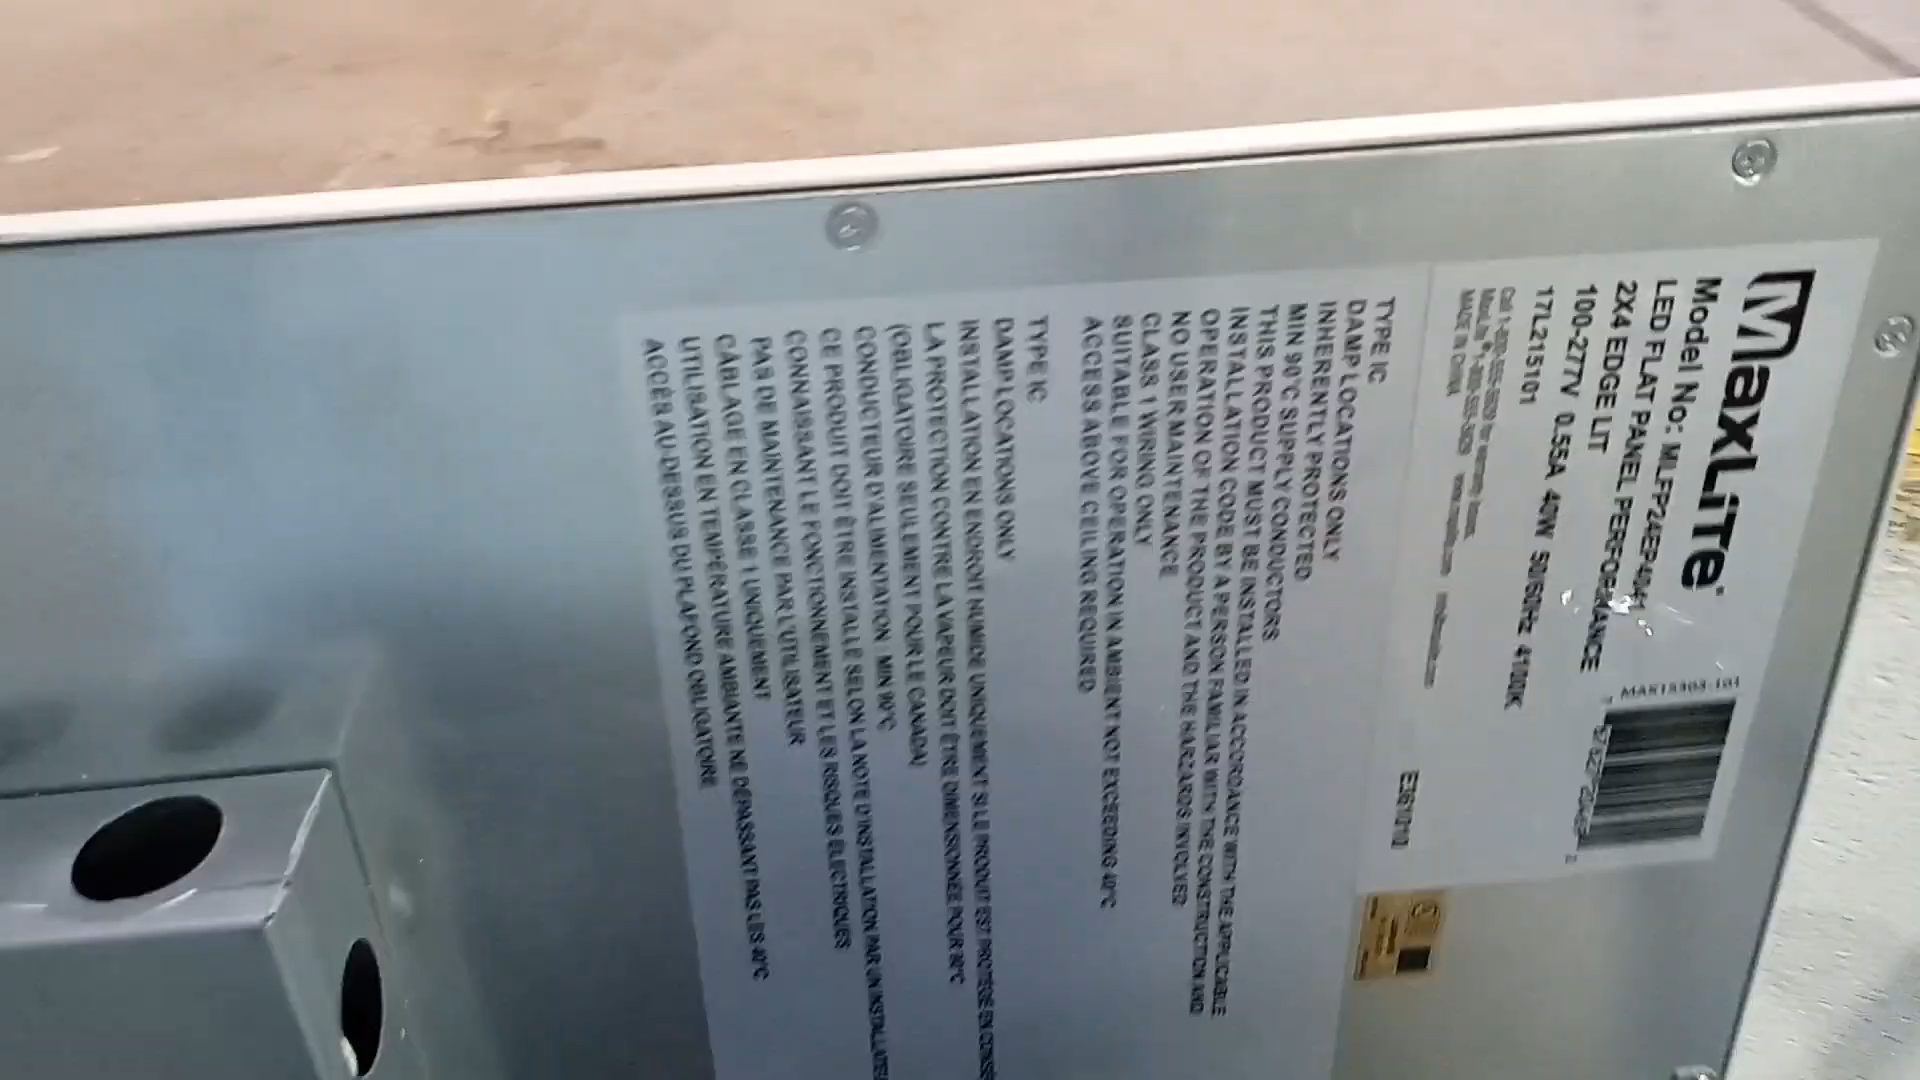 MaxLite®
Model No: MLFP24EP4041
LED FLAT PANEL PERFORMANCE
2X4 EDGE LIT
100-277V 0.55A 40W 50/60Hz 4100K
17L215101
MADE IN CHINA
E361010
TYPE IC
DAMP LOCATIONS ONLY
INHERENTLY PROTECTED
MIN 90°C SUPPLY CONDUCTORS
THIS PRODUCT MUST BE INSTALLED IN ACCORDANCE WITH THE APPLICABLE
INSTALLATION CODE BY A PERSON FAMILIAR WITH THE CONSTRUCTION AND
OPERATION OF THE PRODUCT AND THE HAZARDS INVOLVED
NO USER MAINTENANCE
CLASS 1 WIRING ONLY
SUITABLE FOR OPERATION IN AMBIENT NOT EXCEEDING 40°C
ACCESS ABOVE CEILING REQUIRED
TYPE IC
DAMP LOCATIONS ONLY
INSTALLATION EN ENDROIT HUMIDE UNIQUEMENT SI LE PRODUIT EST PROTÉGÉ EN
LA PROTECTION CONTRE LA VAPEUR DOIT ÊTRE DIMENSIONNÉE POUR 90°C
(OBLIGATOIRE SEULEMENT POUR LE CANADA)
CONDUCTEUR D'ALIMENTATION : MIN 90°C
CE PRODUIT DOIT ÊTRE INSTALLÉ SELON LA NOTE D'INSTALLATION PAR UN
CONNAISSANT LE FONCTIONNEMENT ET LES RISQUES ÉLECTRIQUES
PAS DE MAINTENANCE PAR L'UTILISATEUR
CÂBLAGE EN CLASSE 1 UNIQUEMENT
UTILISATION EN TEMPÉRATURE AMBIANTE NE DÉPASSANT PAS LES 40°C
ACCÈS AU-DESSUS DU PLAFOND OBLIGATOIRE